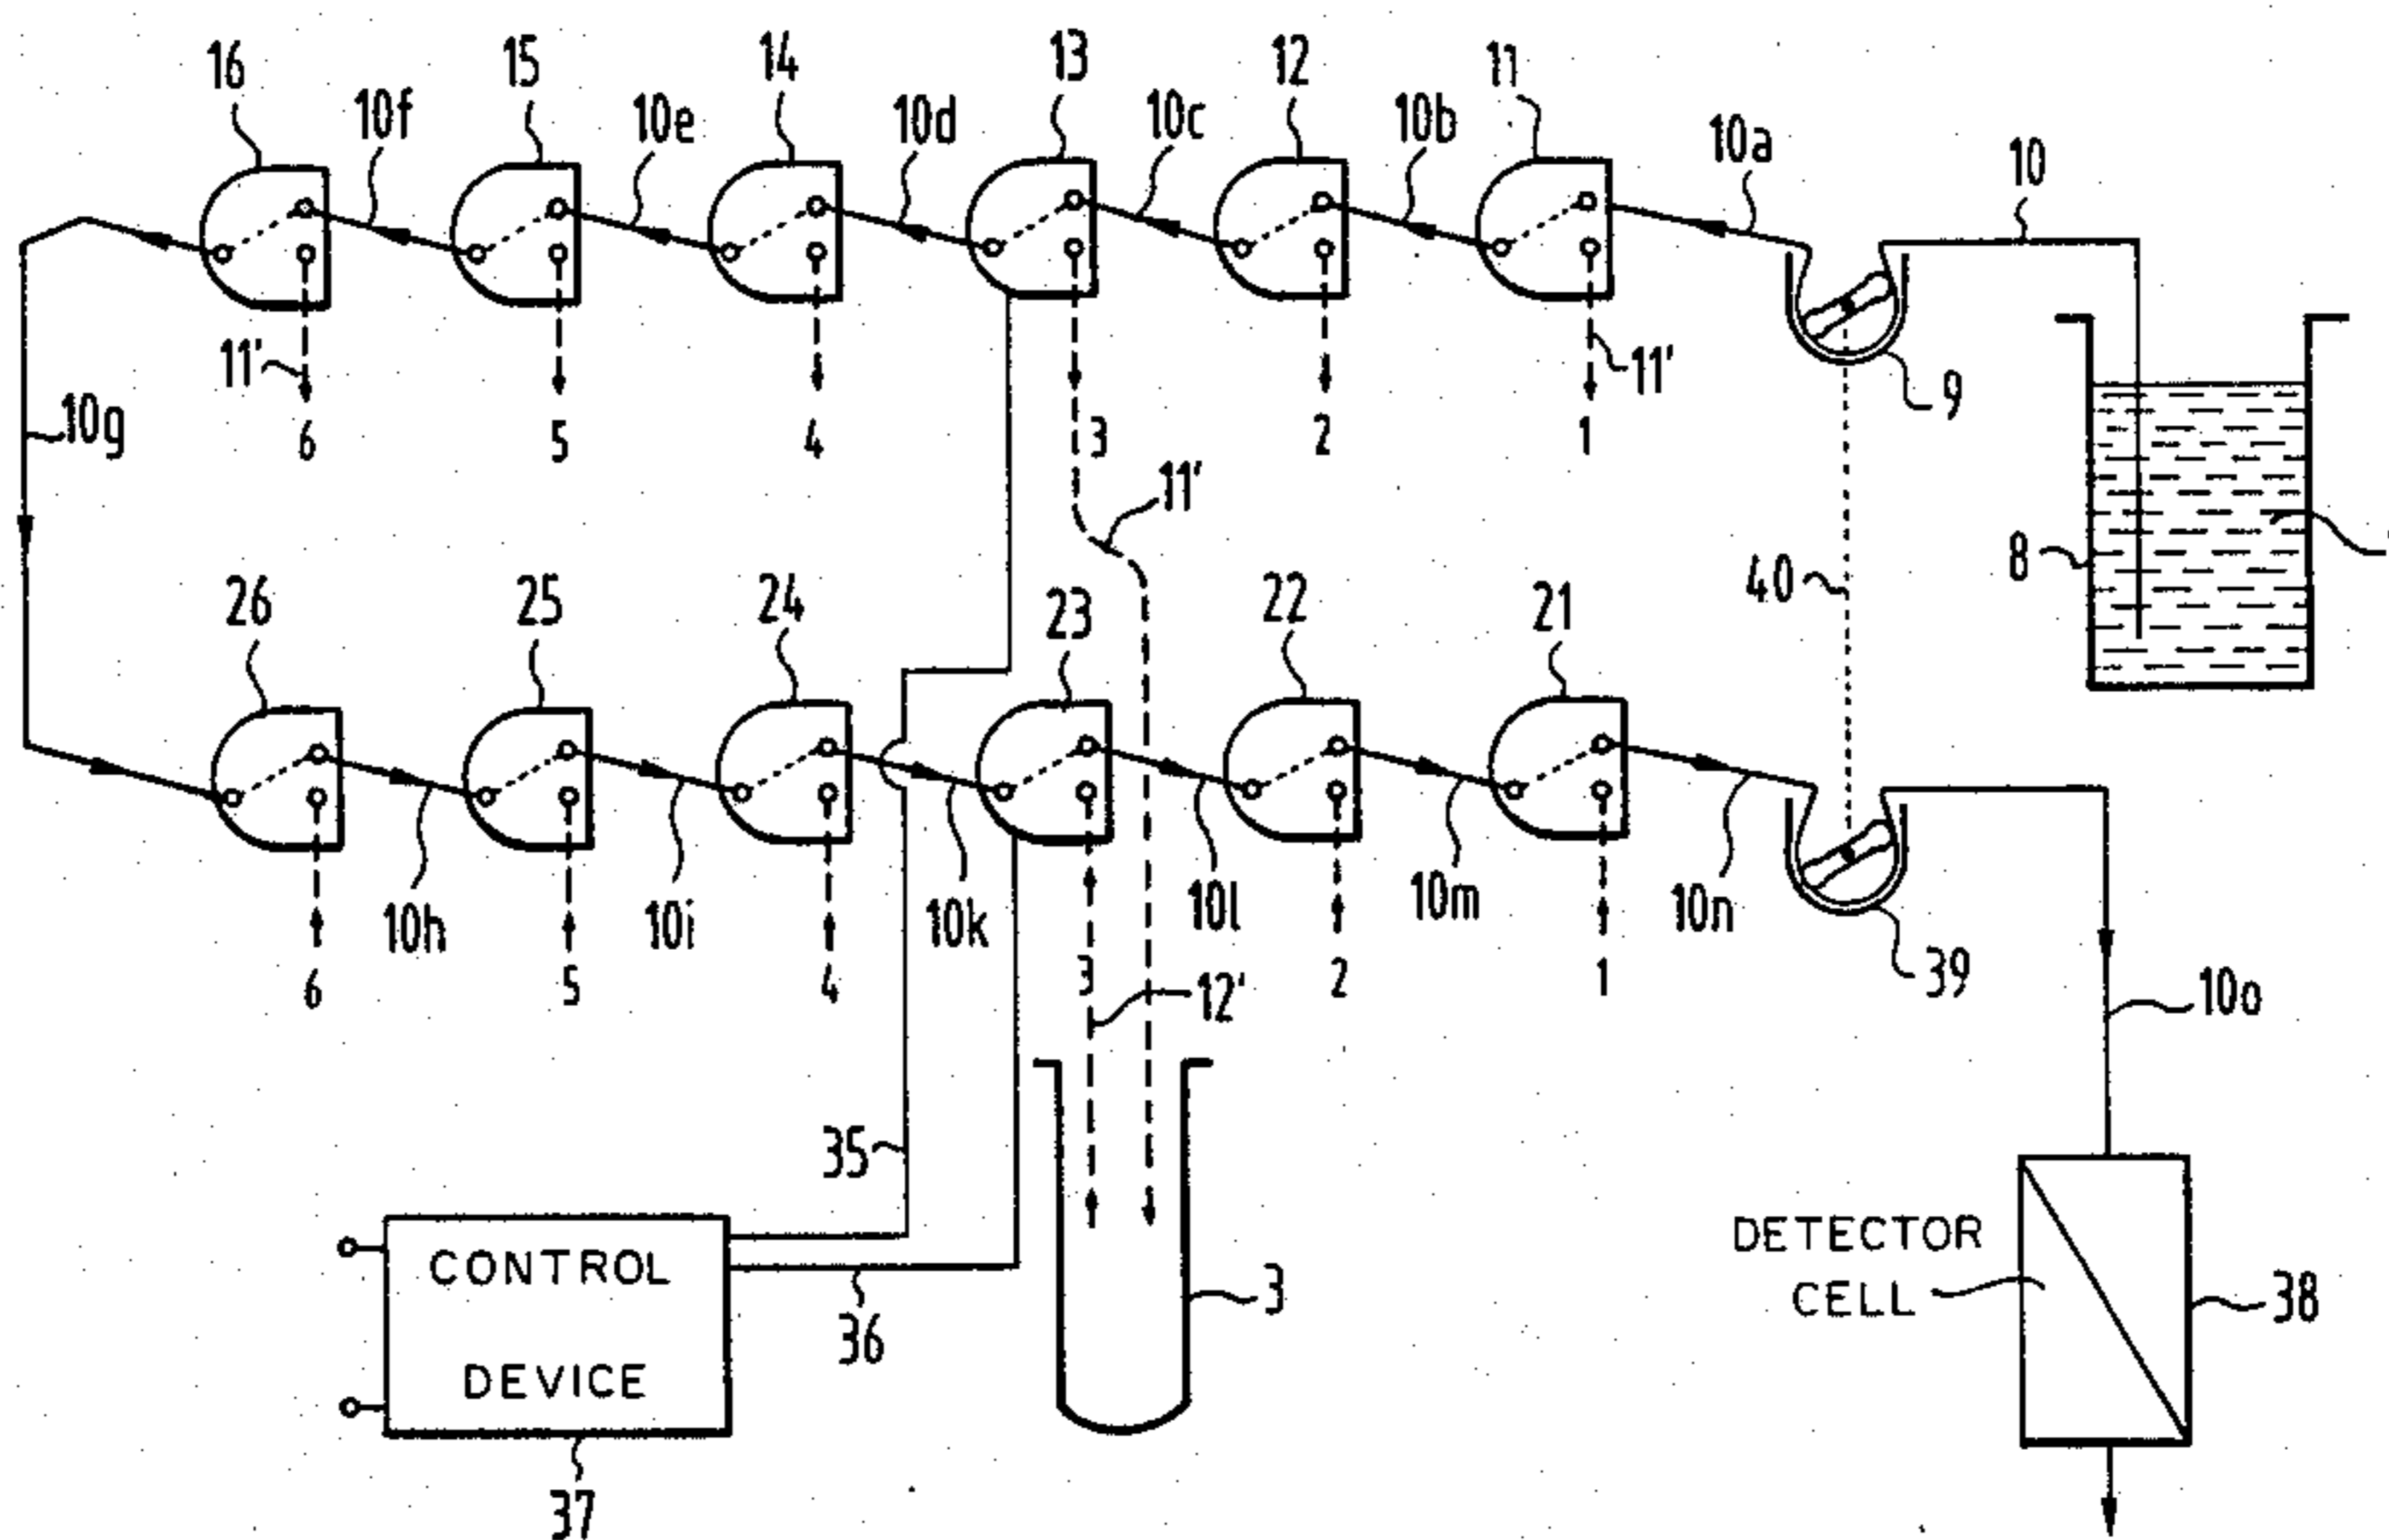 16 15 14 13 12 11
10f 10e 10d 10c 10b 10a 10
11' 11' 9
10g 6 5 4 3 2 1
11'
8 40
26 25 24 23 22 21
10h 10i 10k 10l 10m 10n 39
6 5 4 3 2 1
12' 10o
35
CONTROL
DEVICE
36
3
DETECTOR
CELL
38
37